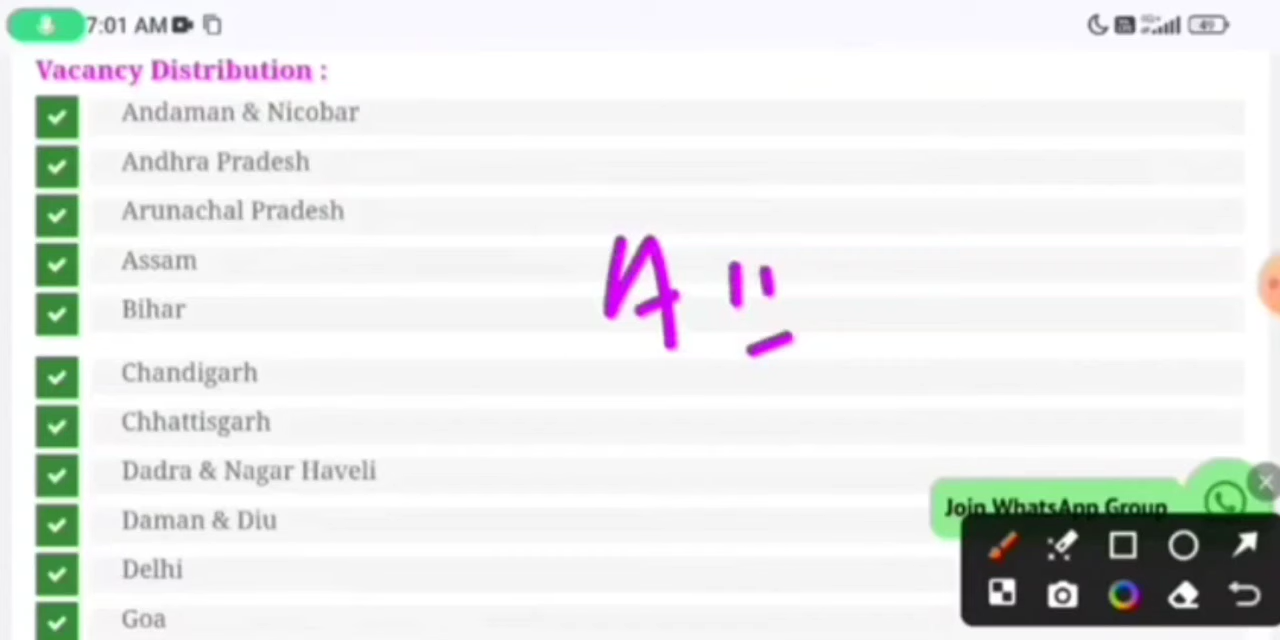 7:01 AM
49
Vacancy Distribution :
Andaman & Nicobar
Andhra Pradesh
Arunachal Pradesh
Assam
Bihar
Chandigarh
Chhattisgarh
Dadra & Nagar Haveli
Daman & Diu
Delhi
Goa
Join WhatsApp Group